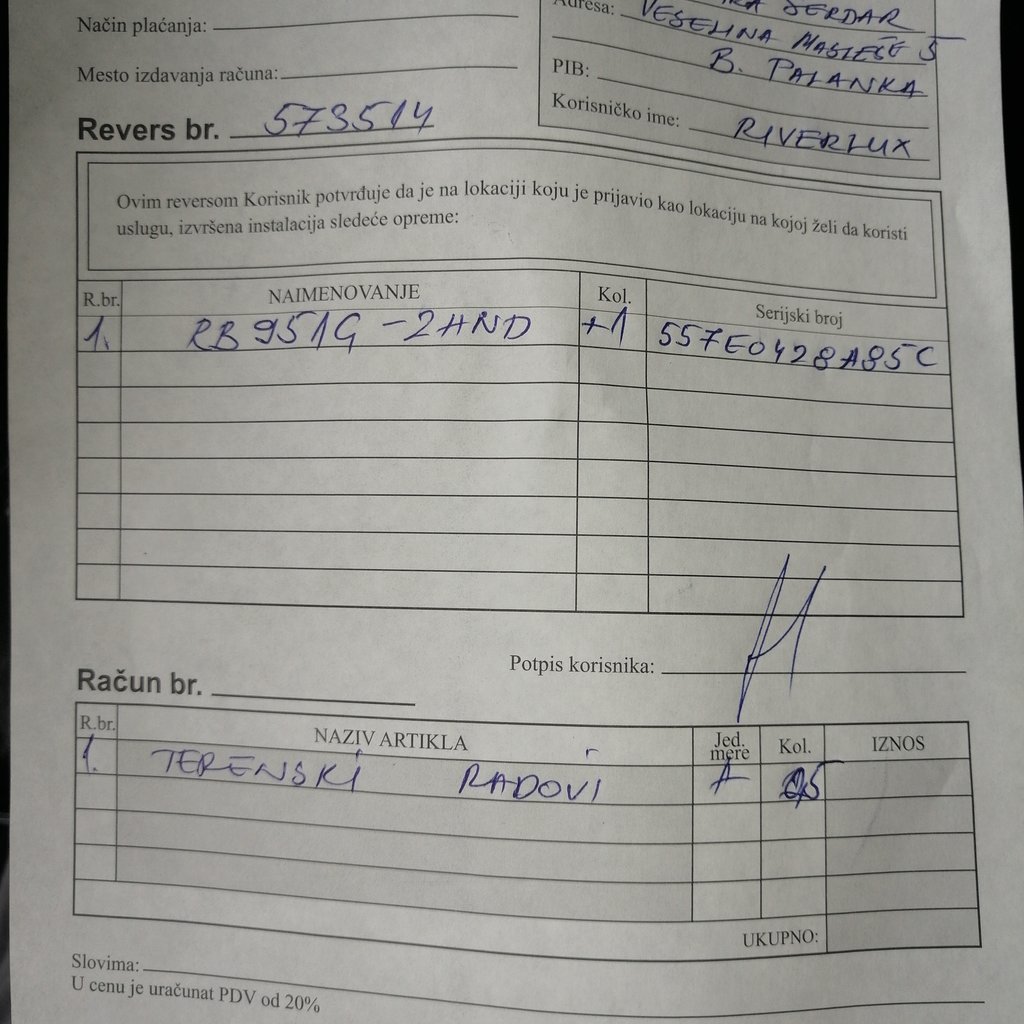 Način plaćanja:
SERDAR
Adresa: VESELINA MASLEŠE 5
Mesto izdavanja računa:
B. PALANKA
PIB:
Revers br. 573514
Korisničko ime: RIVERLUX
Ovim reversom Korisnik potvrđuje da je na lokaciji koju je prijavio kao lokaciju na kojoj želi da koristi
uslugu, izvršena instalacija sledeće opreme:
R.br. NAIMENOVANJE Kol. Serijski broj
1. RB951G-2HND +1 557E0428A85C
Potpis korisnika:
Račun br.
R.br. NAZIV ARTIKLA Jed. mere Kol. IZNOS
1. TERENSKI RADOVI
UKUPNO:
Slovima:
U cenu je uračunat PDV od 20%